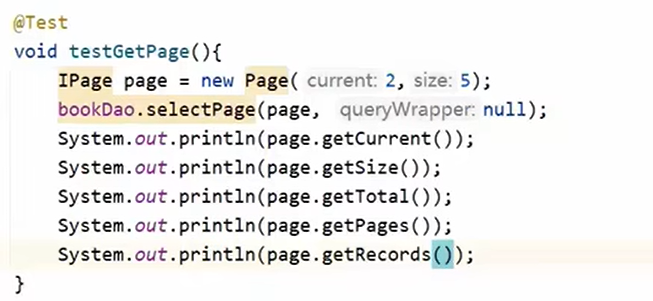 @Test
void testGetPage(){
IPage page = new Page( current: 2, size: 5);
bookDao.selectPage(page, queryWrapper: null);
System.out.println(page.getCurrent());
System.out.println(page.getSize());
System.out.println(page.getTotal());
System.out.println(page.getPages());
System.out.println(page.getRecords());
}